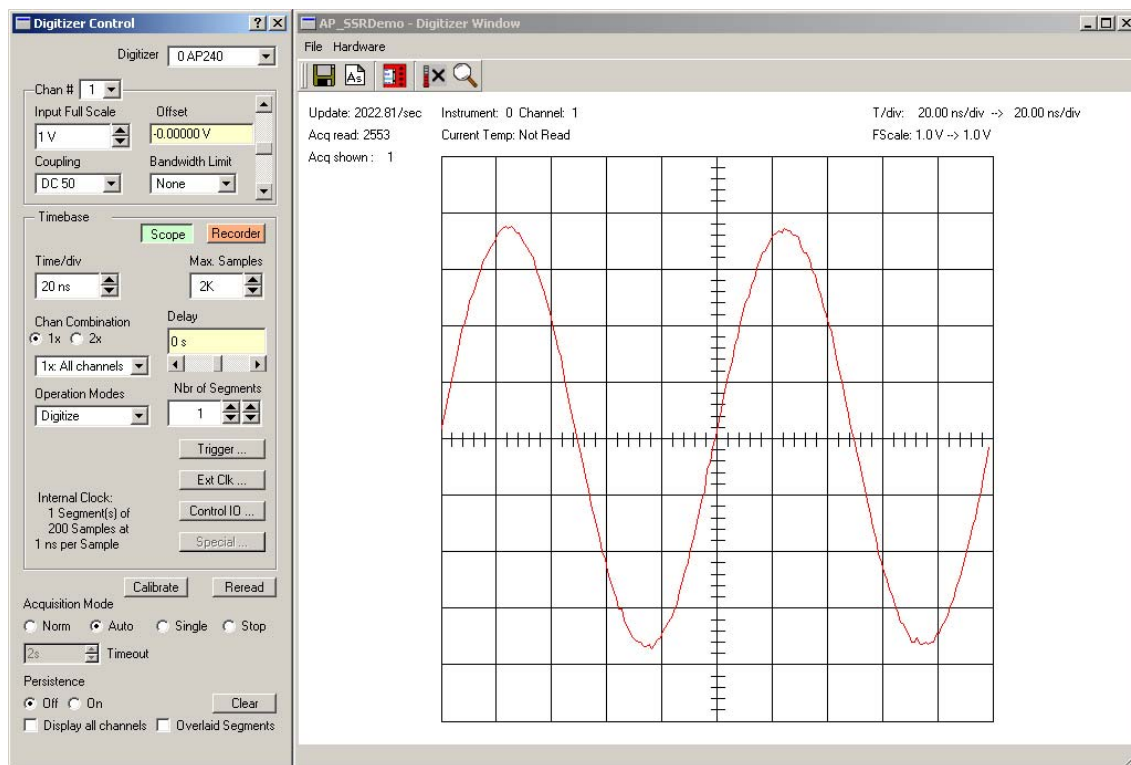 Digitizer Control
Digitizer 0 AP240
Chan # 1
Input Full Scale Offset
1 V -0.00000 V
Coupling Bandwidth Limit
DC 50 None
Timebase
Scope Recorder
Time/div Max. Samples
20 ns 2K
Chan Combination Delay
1x 2x 0 s
1x: All channels
Operation Modes Nbr of Segments
Digitize 1
Trigger ...
Ext Clk ...
Internal Clock:
1 Segment(s) of Control IO ...
200 Samples at
1 ns per Sample Special ...
Calibrate Reread
Acquisition Mode
Norm Auto Single Stop
2s Timeout
Persistence
Off On Clear
Display all channels Overlaid Segments
AP_SSRDemo - Digitizer Window
File Hardware
As
Update: 2022.81/sec Instrument: 0 Channel: 1 T/div: 20.00 ns/div --> 20.00 ns/div
Acq read: 2553 Current Temp: Not Read FScale: 1.0 V --> 1.0 V
Acq shown : 1